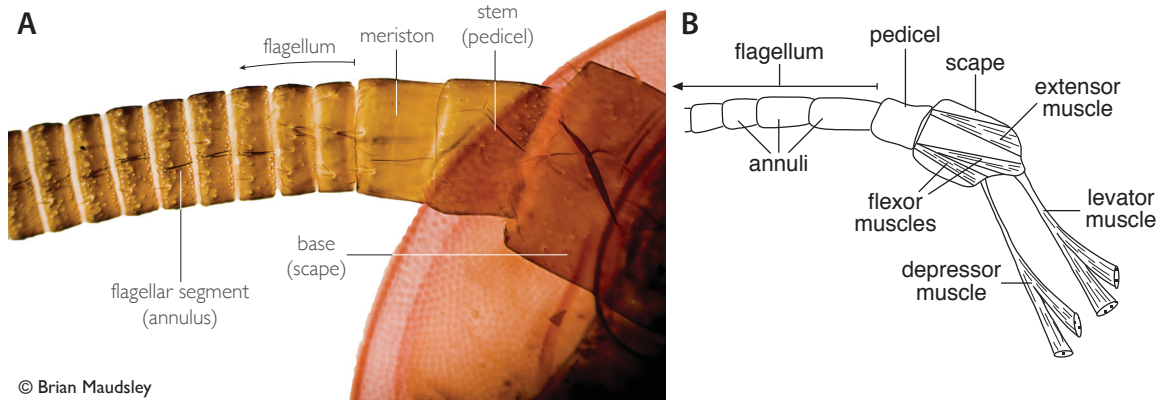 A
flagellum
meriston
stem
(pedicel)
base
(scape)
flagellar segment
(annulus)
© Brian Maudsley
B
flagellum
pedicel
scape
extensor
muscle
annuli
flexor
muscles
levator
muscle
depressor
muscle